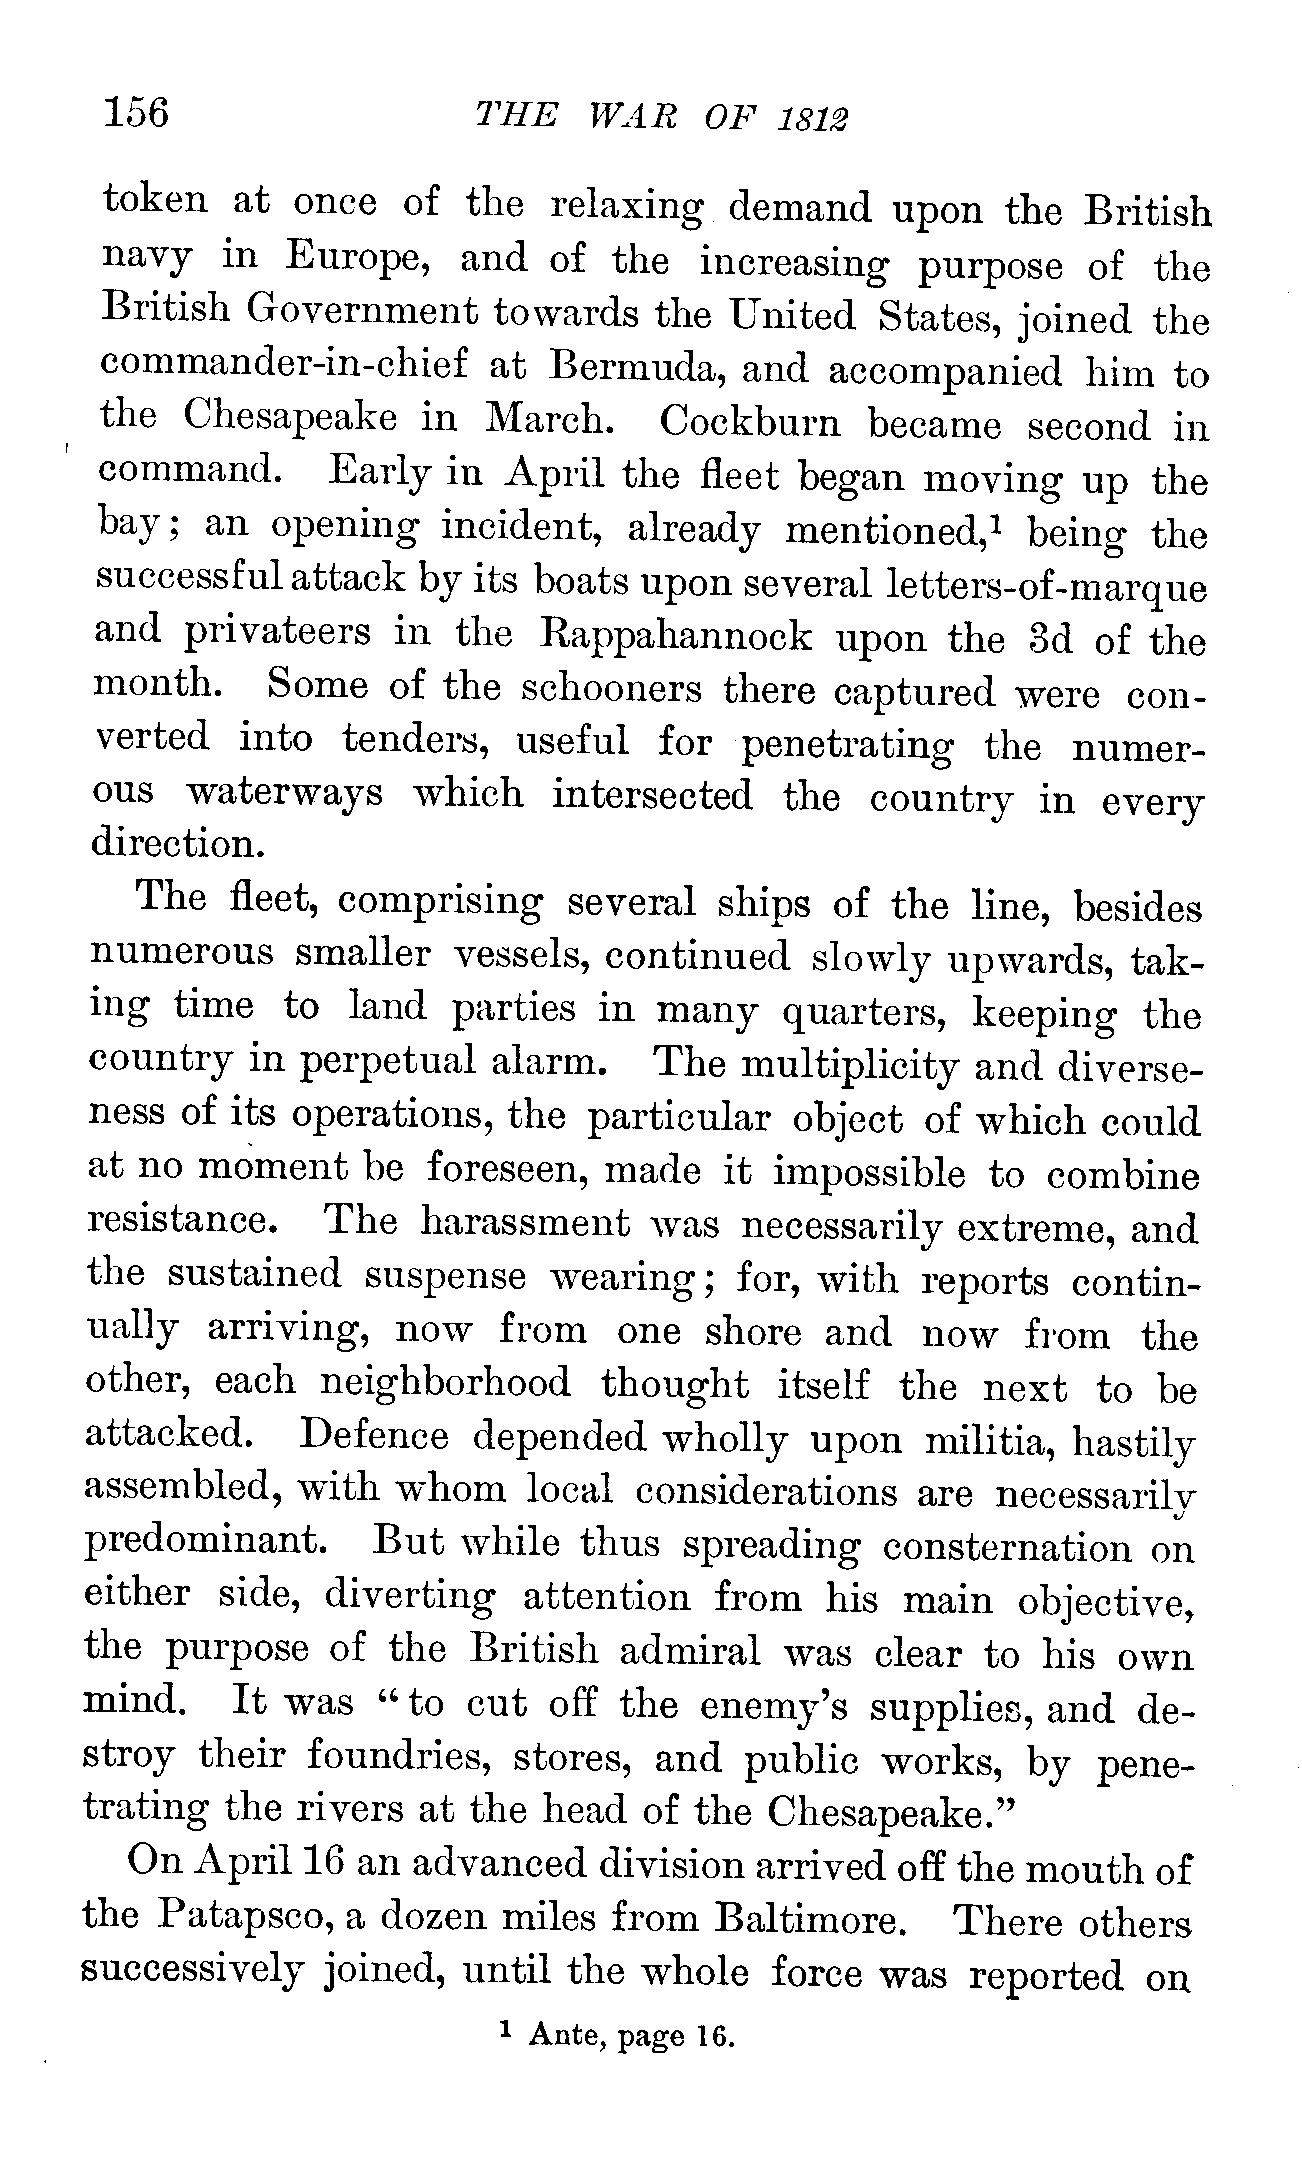 156 THE WAR OF 1812
token at once of the relaxing demand upon the British
navy in Europe, and of the increasing purpose of the
British Government towards the United States, joined the
commander-in-chief at Bermuda, and accompanied him to
the Chesapeake in March. Cockburn became second in
command. Early in April the fleet began moving up the
bay; an opening incident, already mentioned,¹ being the
successful attack by its boats upon several letters-of-marque
and privateers in the Rappahannock upon the 3d of the
month. Some of the schooners there captured were con-
verted into tenders, useful for penetrating the numer-
ous waterways which intersected the country in every
direction.
The fleet, comprising several ships of the line, besides
numerous smaller vessels, continued slowly upwards, tak-
ing time to land parties in many quarters, keeping the
country in perpetual alarm. The multiplicity and diverse-
ness of its operations, the particular object of which could
at no moment be foreseen, made it impossible to combine
resistance. The harassment was necessarily extreme, and
the sustained suspense wearing; for, with reports contin-
ually arriving, now from one shore and now from the
other, each neighborhood thought itself the next to be
attacked. Defence depended wholly upon militia, hastily
assembled, with whom local considerations are necessarily
predominant. But while thus spreading consternation on
either side, diverting attention from his main objective,
the purpose of the British admiral was clear to his own
mind. It was "to cut off the enemy's supplies, and de-
stroy their foundries, stores, and public works, by pene-
trating the rivers at the head of the Chesapeake."
On April 16 an advanced division arrived off the mouth of
the Patapsco, a dozen miles from Baltimore. There others
successively joined, until the whole force was reported on
¹ Ante, page 16.